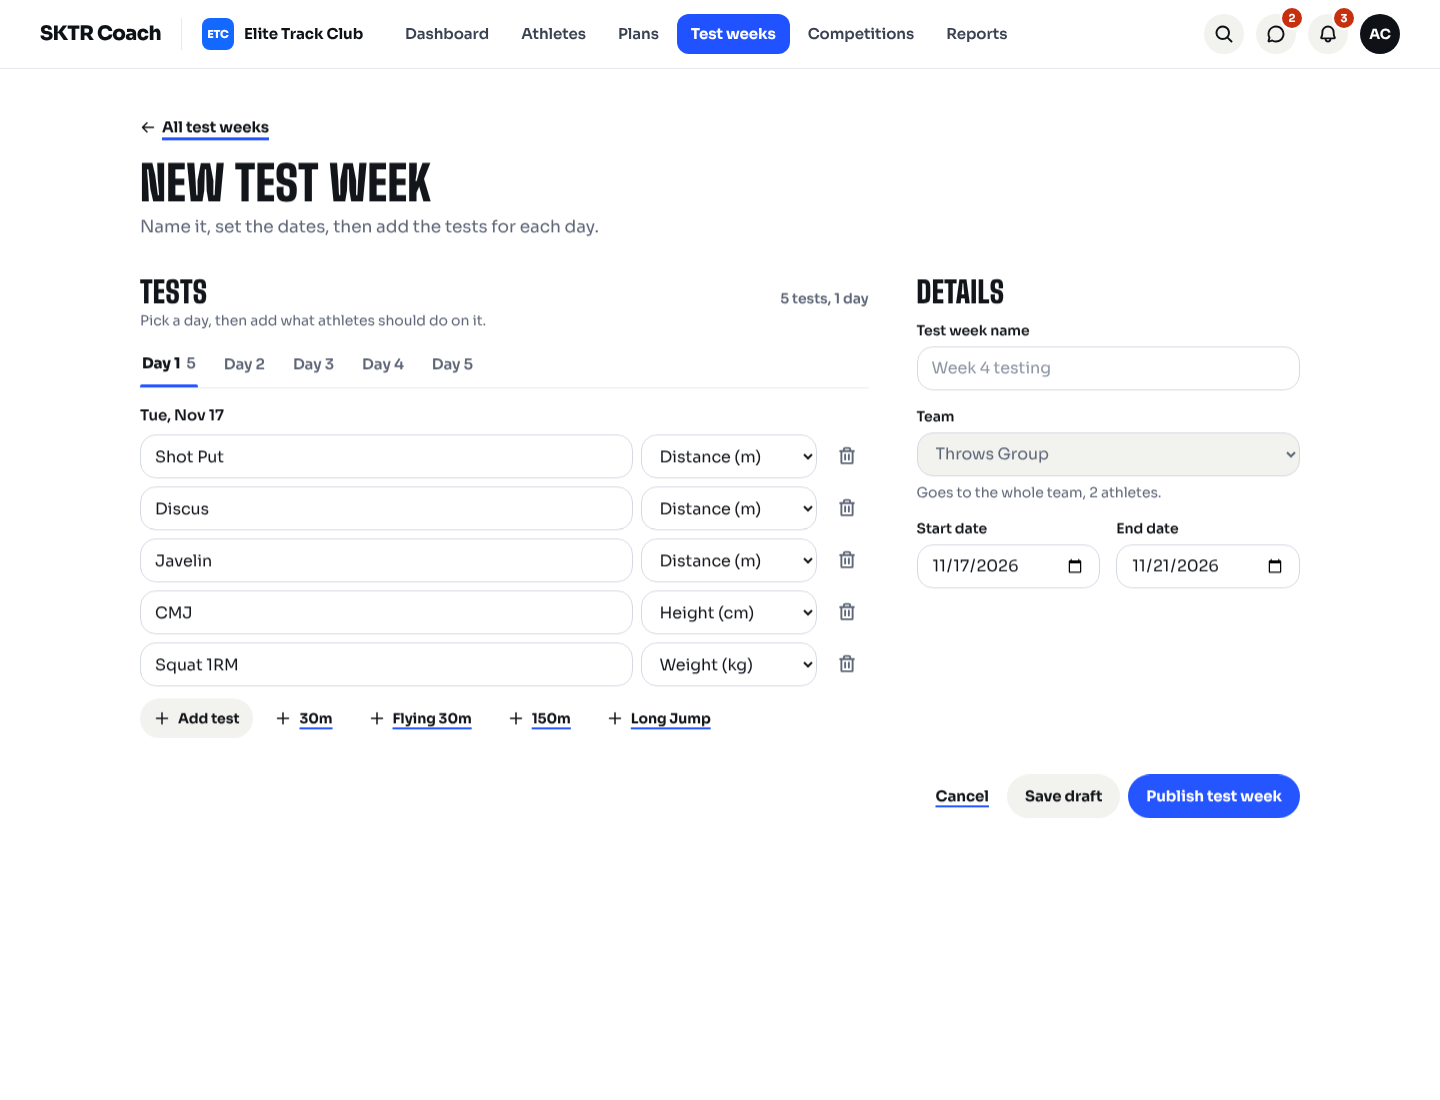 SKTR Coach
ETC
Elite Track Club
Dashboard
Athletes
Plans
Test weeks
Competitions
Reports
2
3
AC
All test weeks
NEW TEST WEEK
Name it, set the dates, then add the tests for each day.
TESTS
5 tests, 1 day
Pick a day, then add what athletes should do on it.
Day 1 5
Day 2
Day 3
Day 4
Day 5
Tue, Nov 17
Shot Put
Distance (m)
Discus
Distance (m)
Javelin
Distance (m)
CMJ
Height (cm)
Squat 1RM
Weight (kg)
Add test
30m
Flying 30m
150m
Long Jump
DETAILS
Test week name
Week 4 testing
Team
Throws Group
Goes to the whole team, 2 athletes.
Start date
End date
11/17/2026
11/21/2026
Cancel
Save draft
Publish test week